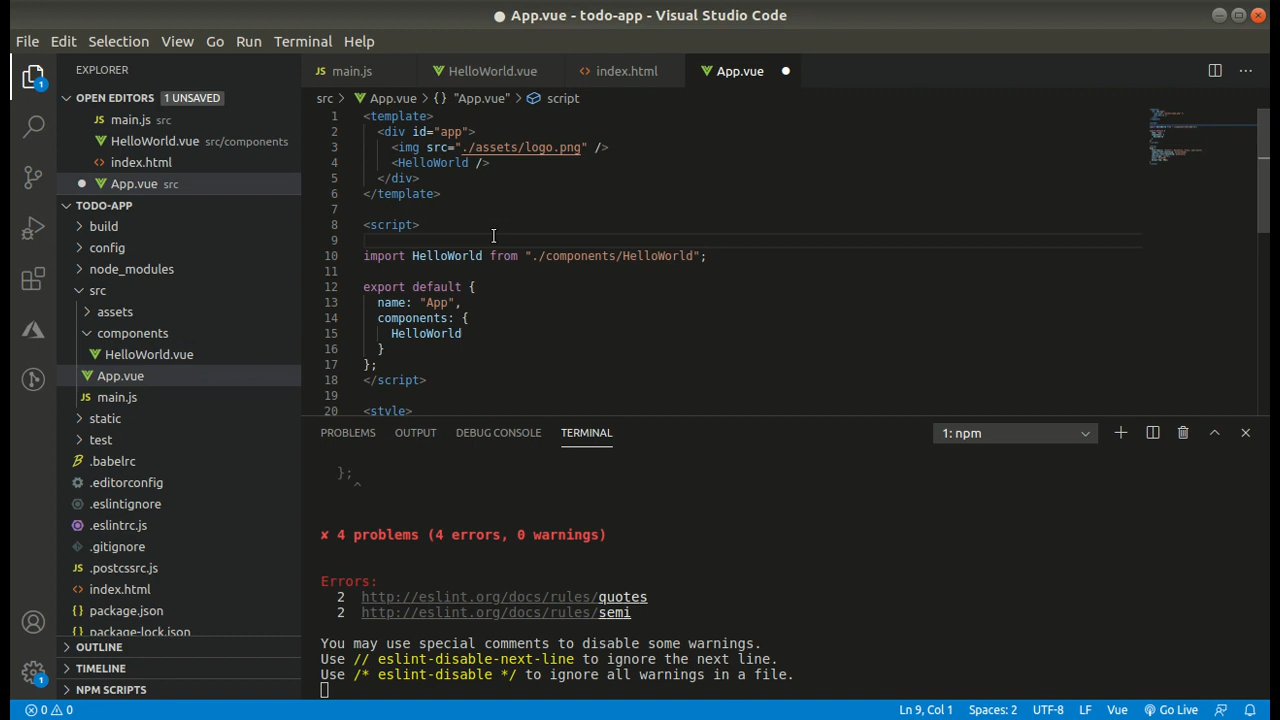 ● App.vue - todo-app - Visual Studio Code
File Edit Selection View Go Run Terminal Help
EXPLORER
OPEN EDITORS 1 UNSAVED
main.js src
HelloWorld.vue src/components
index.html
App.vue src
TODO-APP
build
config
node_modules
src
assets
components
HelloWorld.vue
App.vue
main.js
static
test
.babelrc
.editorconfig
.eslintignore
.eslintrc.js
.gitignore
.postcssrc.js
index.html
package.json
package-lock.json
OUTLINE
TIMELINE
NPM SCRIPTS
1
1
main.js HelloWorld.vue index.html App.vue ●
src > App.vue > {} "App.vue" > script
1 <template>
2   <div id="app">
3     <img src="./assets/logo.png" />
4     <HelloWorld />
5   </div>
6 </template>
7
8 <script>
9
10 import HelloWorld from "./components/HelloWorld";
11
12 export default {
13   name: "App",
14   components: {
15     HelloWorld
16   }
17 };
18 </script>
19
20 <style>
PROBLEMS OUTPUT DEBUG CONSOLE TERMINAL 1: npm
};
^
✘ 4 problems (4 errors, 0 warnings)
Errors:
2 http://eslint.org/docs/rules/quotes
2 http://eslint.org/docs/rules/semi
You may use special comments to disable some warnings.
Use // eslint-disable-next-line to ignore the next line.
Use /* eslint-disable */ to ignore all warnings in a file.
0 0 Ln 9, Col 1 Spaces: 2 UTF-8 LF Vue Go Live